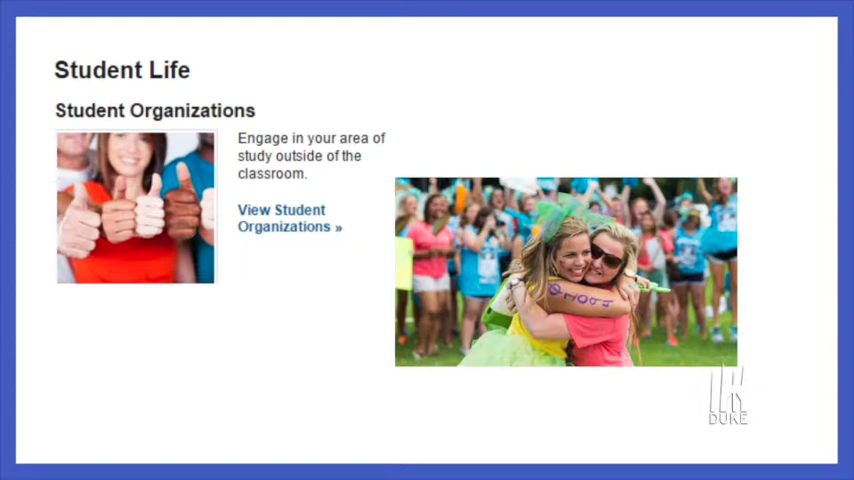 Student Life
Student Organizations
Engage in your area of
study outside of the
classroom.
View Student
Organizations »
DUKE